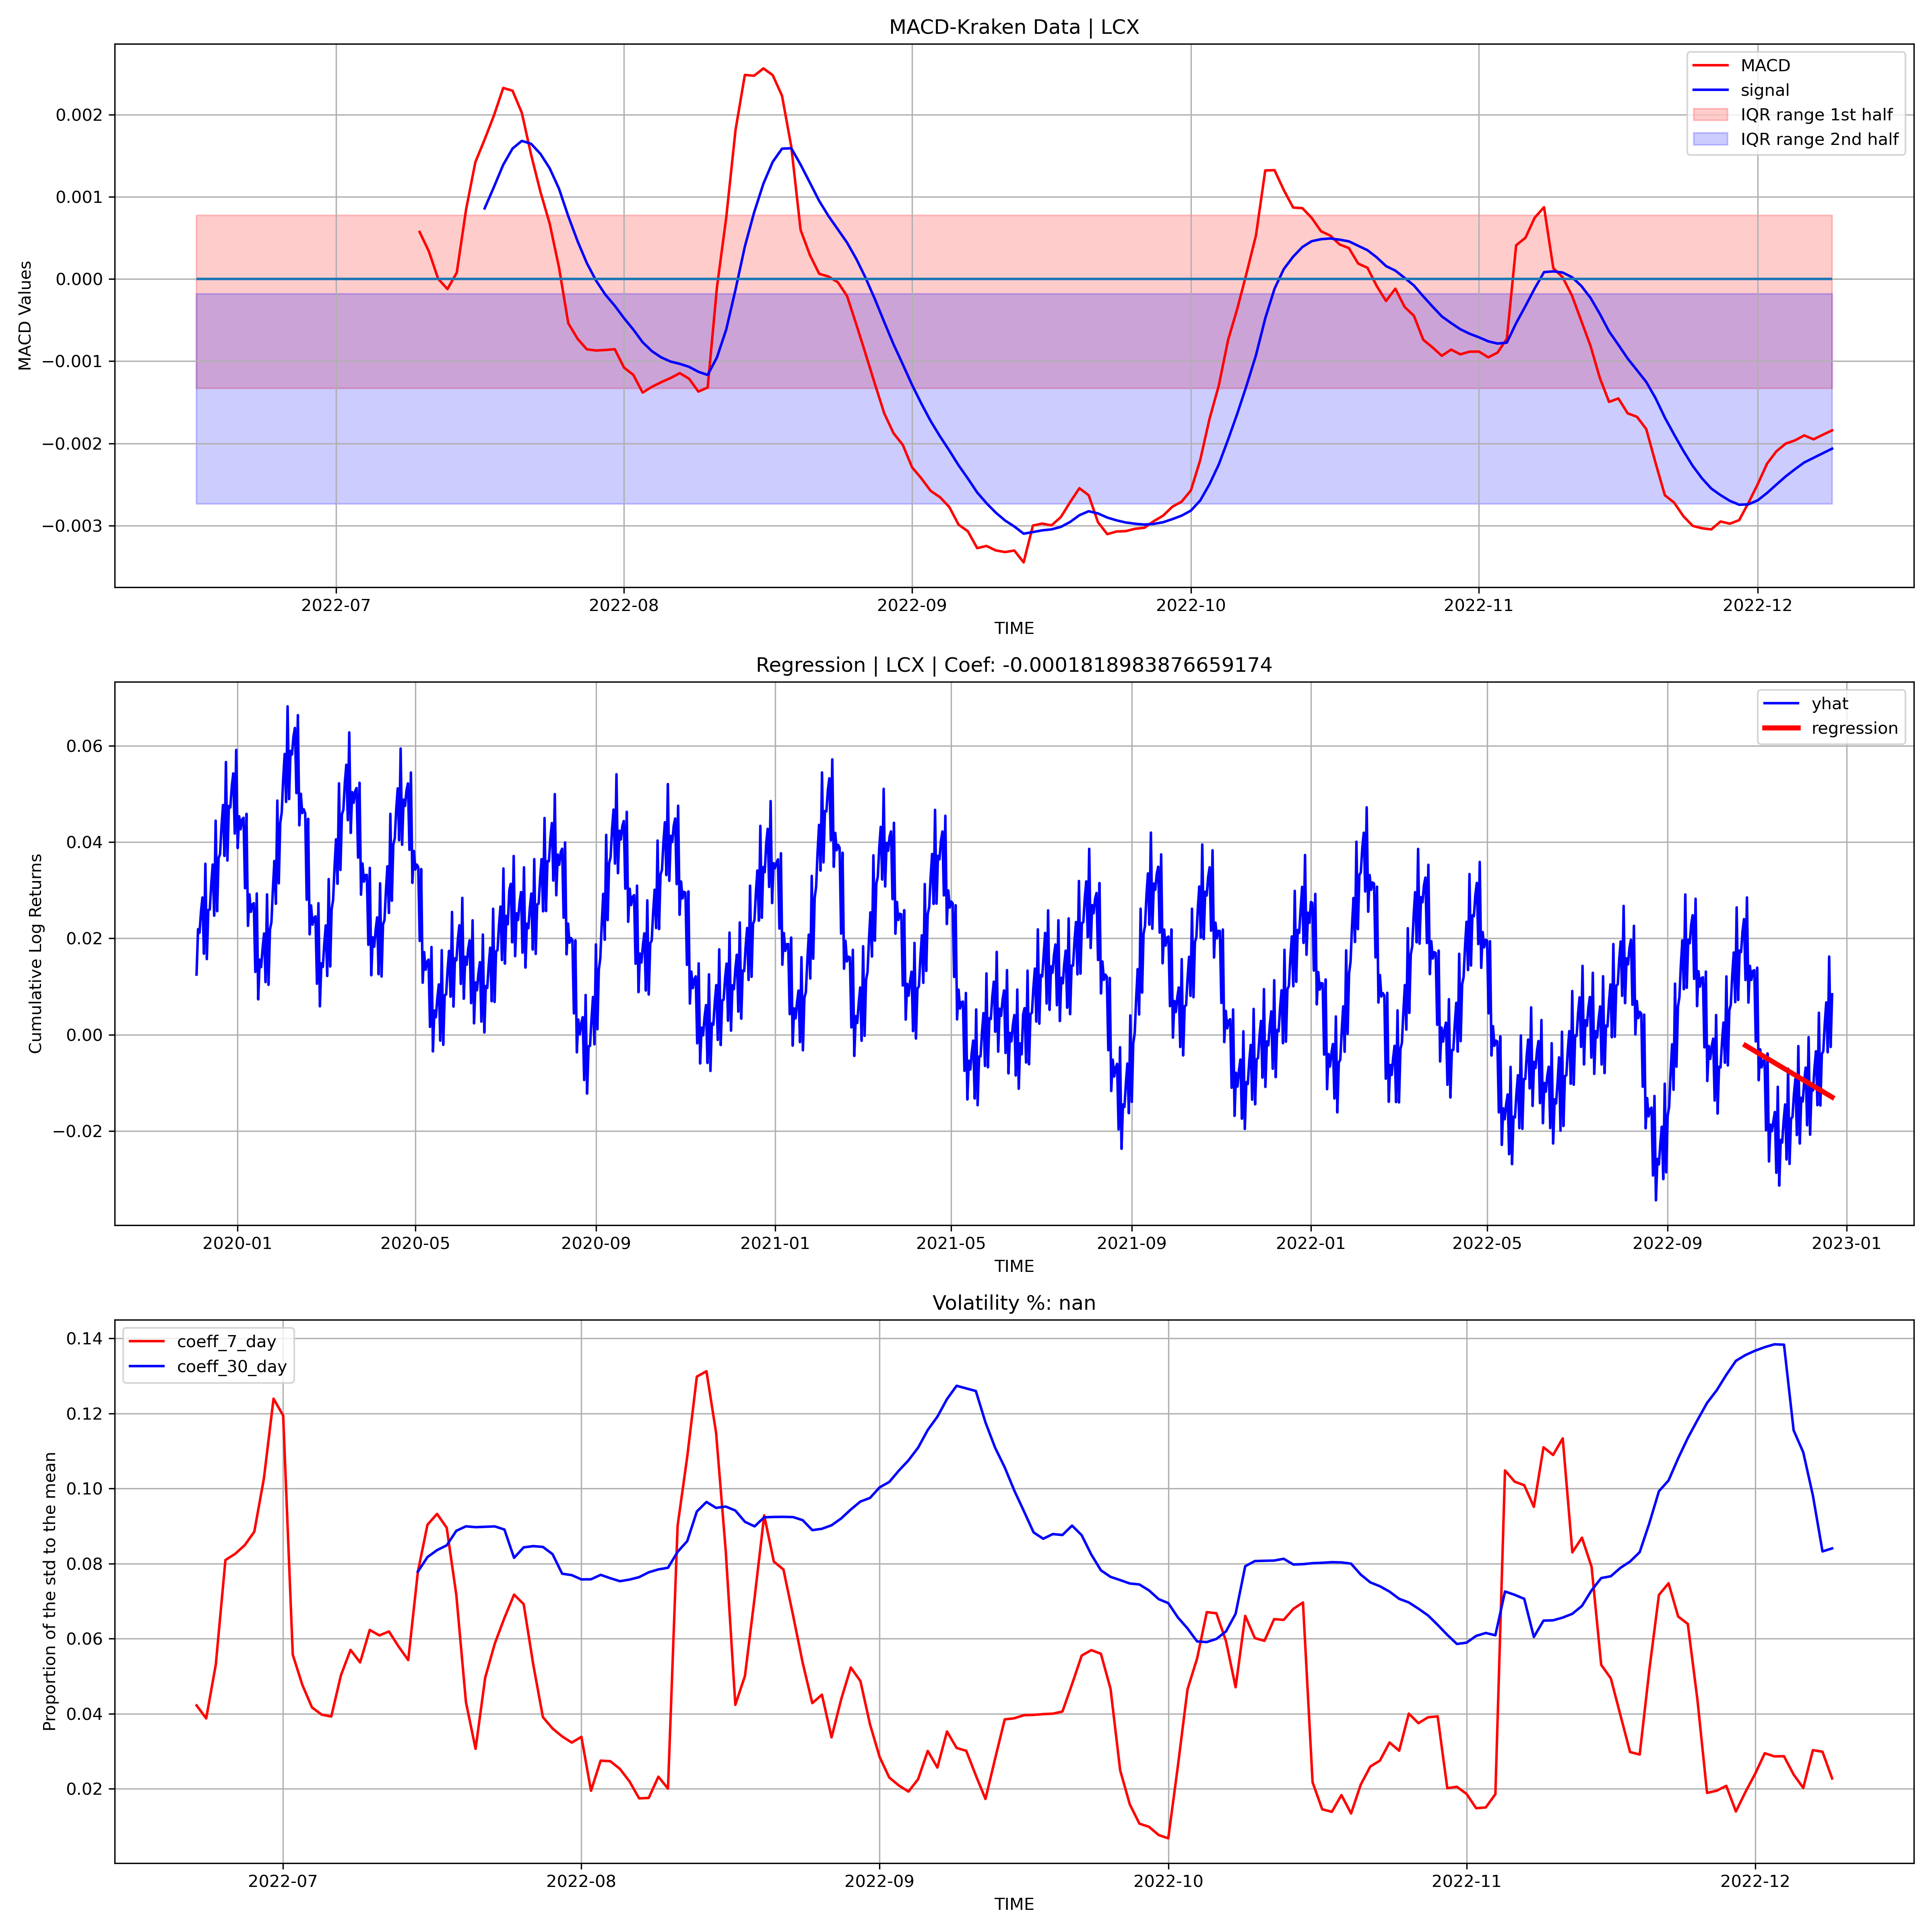 MACD-Kraken Data | LCX
MACD
signal
IQR range 1st half
IQR range 2nd half
MACD Values
0.002
0.001
0.000
−0.001
−0.002
−0.003
2022-07
2022-08
2022-09
2022-10
2022-11
2022-12
TIME
Regression | LCX | Coef: -0.0001818983876659174
yhat
regression
Cumulative Log Returns
0.06
0.04
0.02
0.00
−0.02
2020-01
2020-05
2020-09
2021-01
2021-05
2021-09
2022-01
2022-05
2022-09
2023-01
TIME
Volatility %: nan
coeff_7_day
coeff_30_day
Proportion of the std to the mean
0.14
0.12
0.10
0.08
0.06
0.04
0.02
2022-07
2022-08
2022-09
2022-10
2022-11
2022-12
TIME